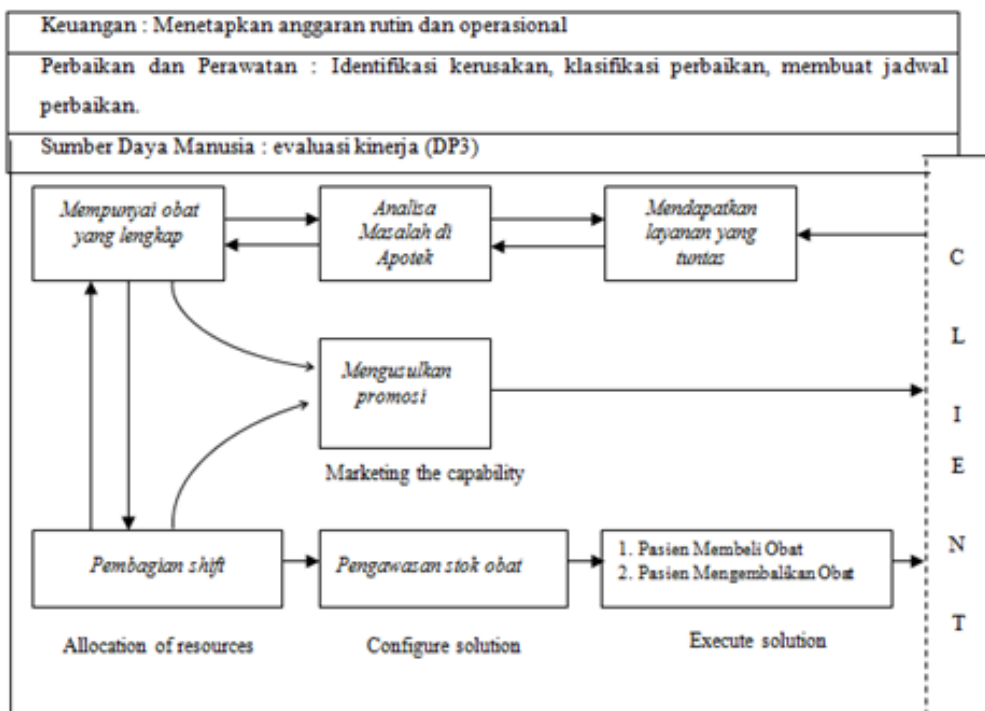 Keuangan : Menetapkan anggaran rutin dan operasional
Perbaikan dan Perawatan : Identifikasi kerusakan, klasifikasi perbaikan, membuat jadwal
perbaikan.
Sumber Daya Manusia : evaluasi kinerja (DP3)
Mempunyai obat
yang lengkap
Analisa
Masalah di
Apotek
Mendapatkan
layanan yang
tuntas
Mengusulkan
promosi
Marketing the capability
Pembagian shift
Pengawasan stok obat
1. Pasien Membeli Obat
2. Pasien Mengembalikan Obat
Allocation of resources
Configure solution
Execute solution
C
L
I
E
N
T